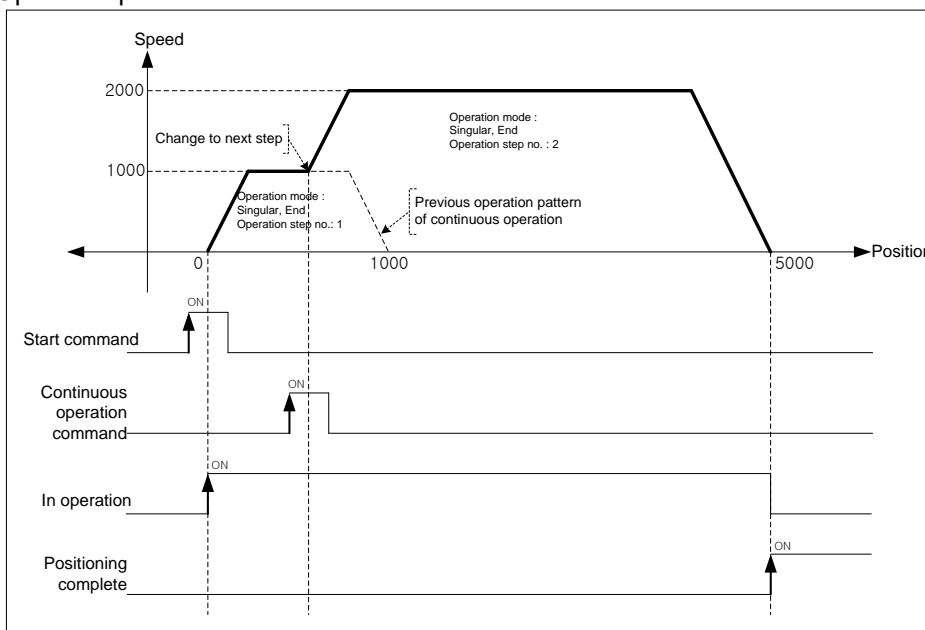 Speed
2000
Operation mode :
Singular, End
Operation step no. : 2
Change to next step
1000
Operation mode :
Singular, End
Operation step no.: 1
Previous operation pattern
of continuous operation
Position
0
1000
5000
ON
Start command
ON
Continuous
operation
command
ON
In operation
ON
Positioning
complete